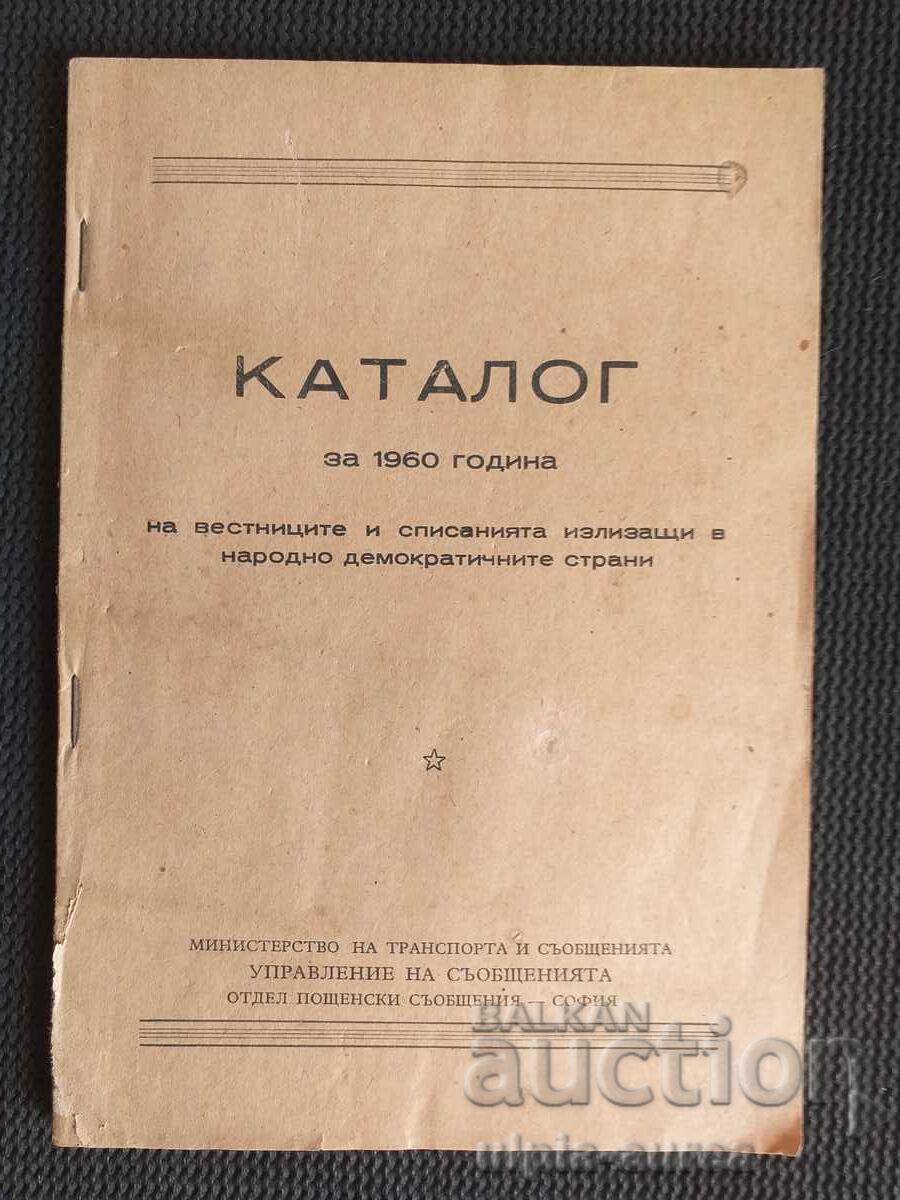 КАТАЛОГ
за 1960 година
на вестниците и списанията излизащи в
народно демократичните страни
МИНИСТЕРСТВО НА ТРАНСПОРТА И СЪОБЩЕНИЯТА
УПРАВЛЕНИЕ НА СЪОБЩЕНИЯТА
ОТДЕЛ ПОЩЕНСКИ СЪОБЩЕНИЯ — СОФИЯ
BALKAN
auction